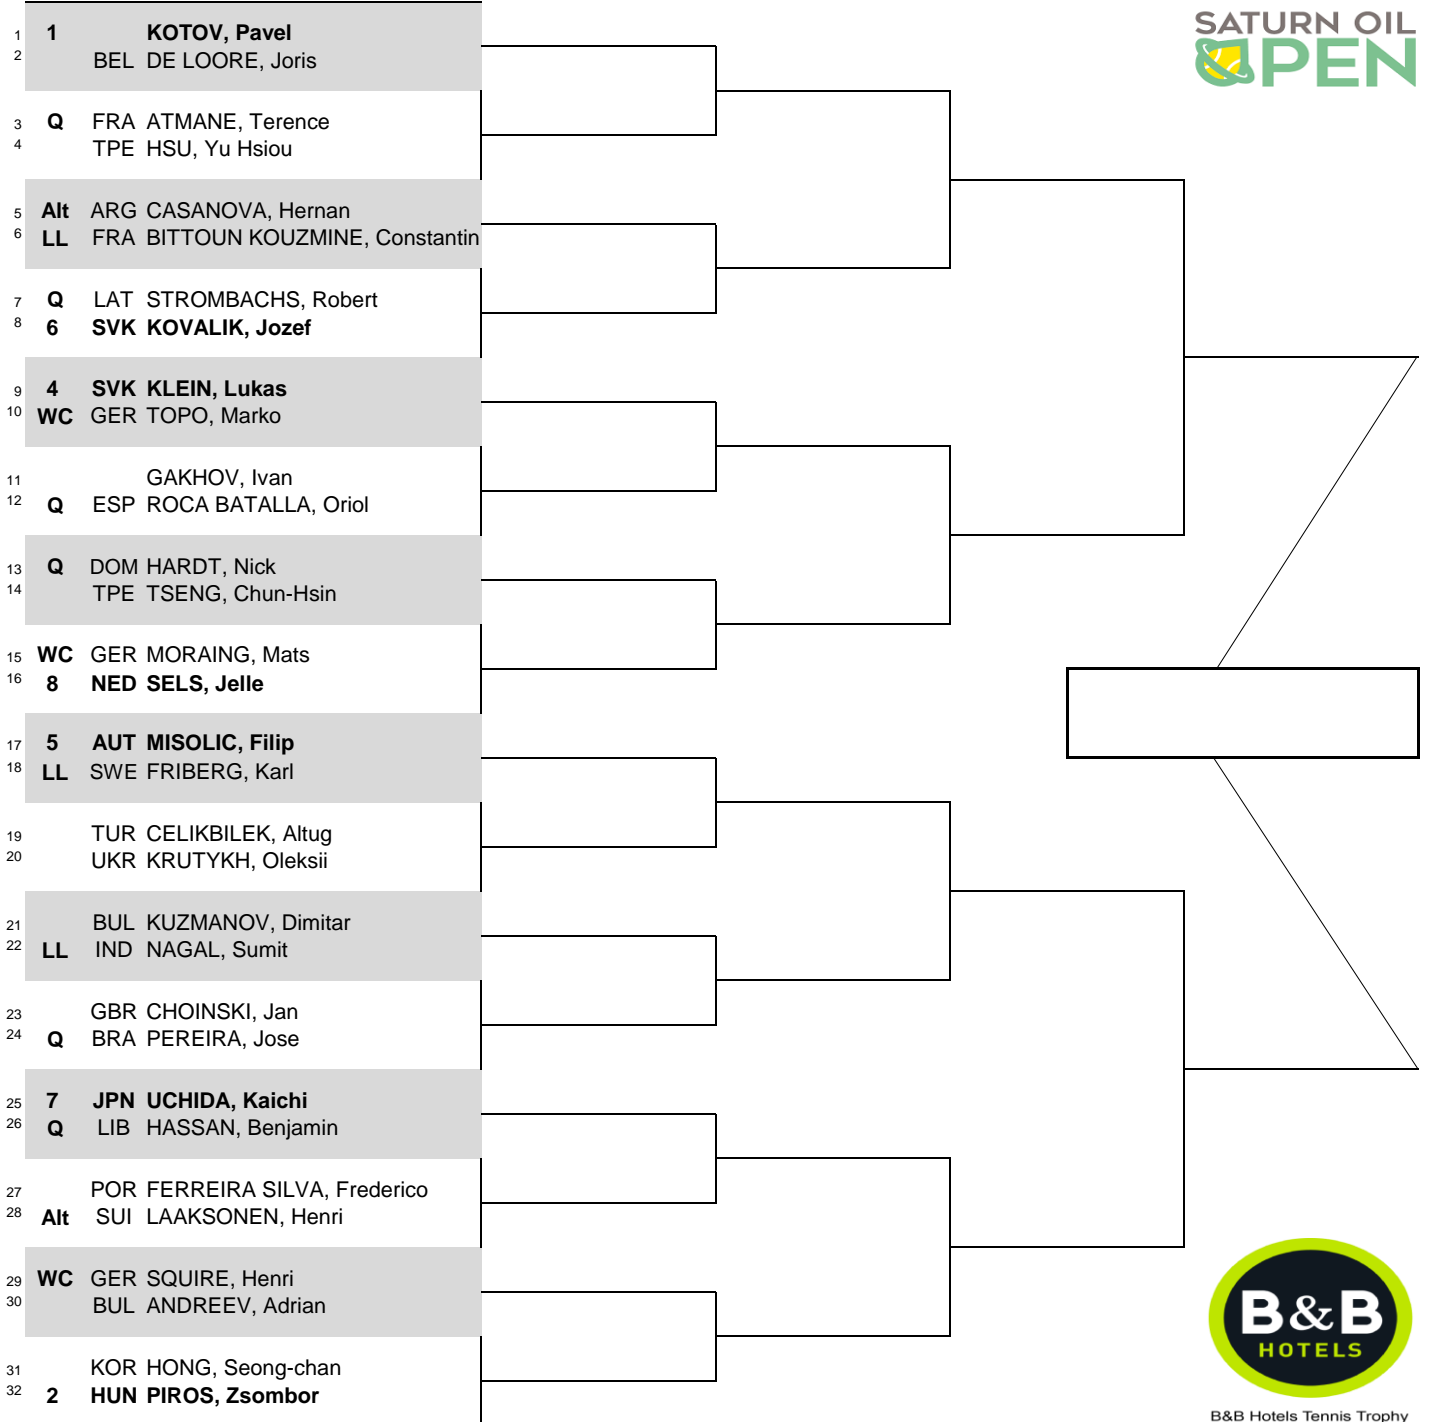 SATURN OIL
OPEN
1 1 KOTOV, Pavel
2 BEL DE LOORE, Joris
3 Q FRA ATMANE, Terence
4 TPE HSU, Yu Hsiou
5 Alt ARG CASANOVA, Hernan
6 LL FRA BITTOUN KOUZMINE, Constantin
7 Q LAT STROMBACHS, Robert
8 6 SVK KOVALIK, Jozef
9 4 SVK KLEIN, Lukas
10 WC GER TOPO, Marko
11 GAKHOV, Ivan
12 Q ESP ROCA BATALLA, Oriol
13 Q DOM HARDT, Nick
14 TPE TSENG, Chun-Hsin
15 WC GER MORAING, Mats
16 8 NED SELS, Jelle
17 5 AUT MISOLIC, Filip
18 LL SWE FRIBERG, Karl
19 TUR CELIKBILEK, Altug
20 UKR KRUTYKH, Oleksii
21 BUL KUZMANOV, Dimitar
22 LL IND NAGAL, Sumit
23 GBR CHOINSKI, Jan
24 Q BRA PEREIRA, Jose
25 7 JPN UCHIDA, Kaichi
26 Q LIB HASSAN, Benjamin
27 POR FERREIRA SILVA, Frederico
28 Alt SUI LAAKSONEN, Henri
29 WC GER SQUIRE, Henri
30 BUL ANDREEV, Adrian
31 KOR HONG, Seong-chan
32 2 HUN PIROS, Zsombor
B&B
HOTELS
B&B Hotels Tennis Trophy